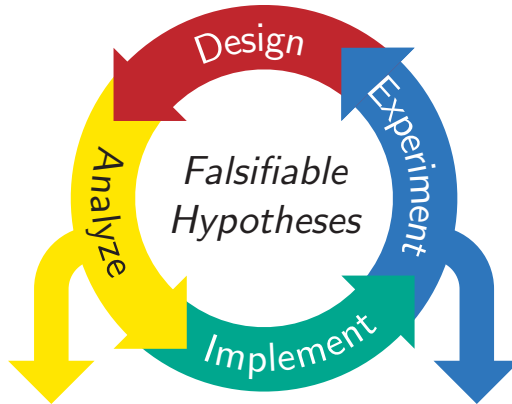 Design
Experiment
Analyze
Falsifiable
Hypotheses
Implement